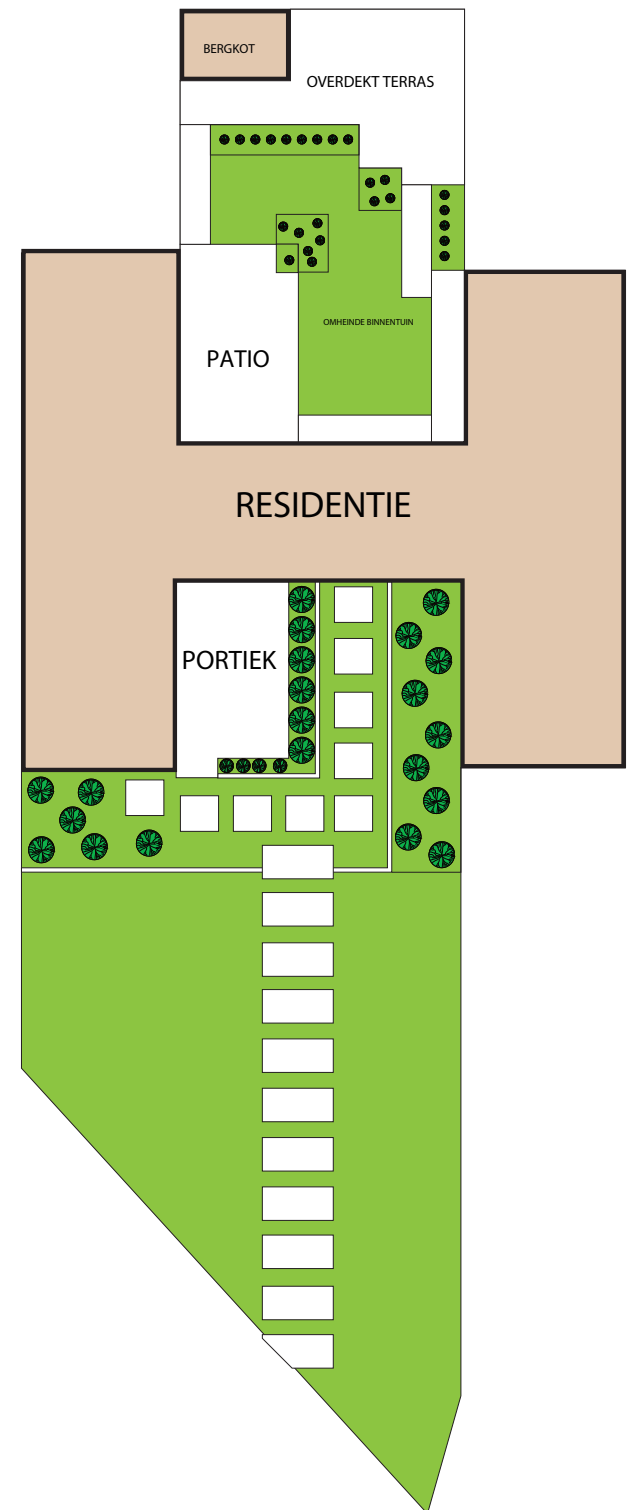 BERGKOT
OVERDEKT TERRAS
OMHEINDE BINNENTUIN
PATIO
RESIDENTIE
PORTIEK